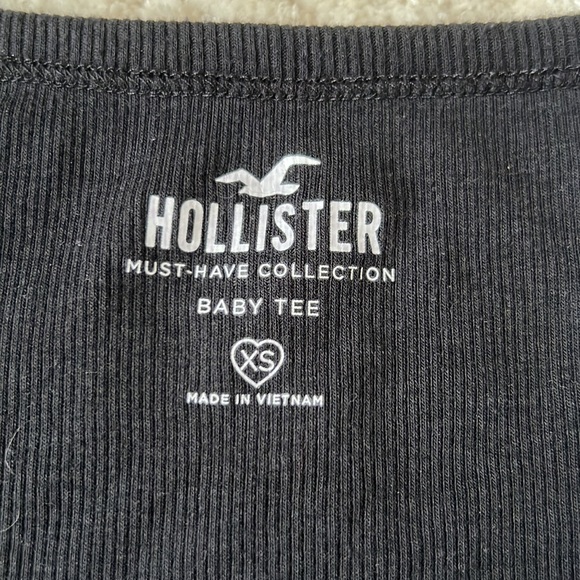 HOLLISTER
MUST-HAVE COLLECTION
BABY TEE
XS
MADE IN VIETNAM